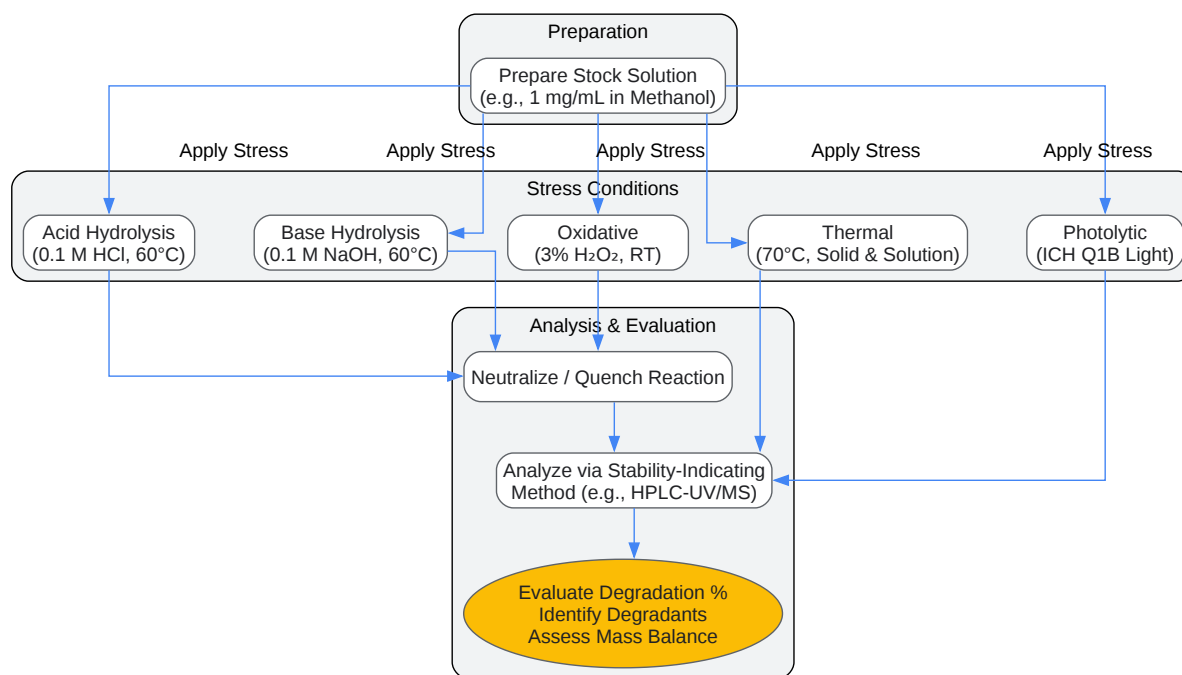 Preparation
Prepare Stock Solution
(e.g., 1 mg/mL in Methanol)
Apply Stress
Apply Stress
Apply Stress
Apply Stress
Apply Stress
Stress Conditions
Acid Hydrolysis
(0.1 M HCl, 60°C)
Base Hydrolysis
(0.1 M NaOH, 60°C)
Oxidative
(3% H₂O₂, RT)
Thermal
(70°C, Solid & Solution)
Photolytic
(ICH Q1B Light)
Analysis & Evaluation
Neutralize / Quench Reaction
Analyze via Stability-Indicating
Method (e.g., HPLC-UV/MS)
Evaluate Degradation %
Identify Degradants
Assess Mass Balance